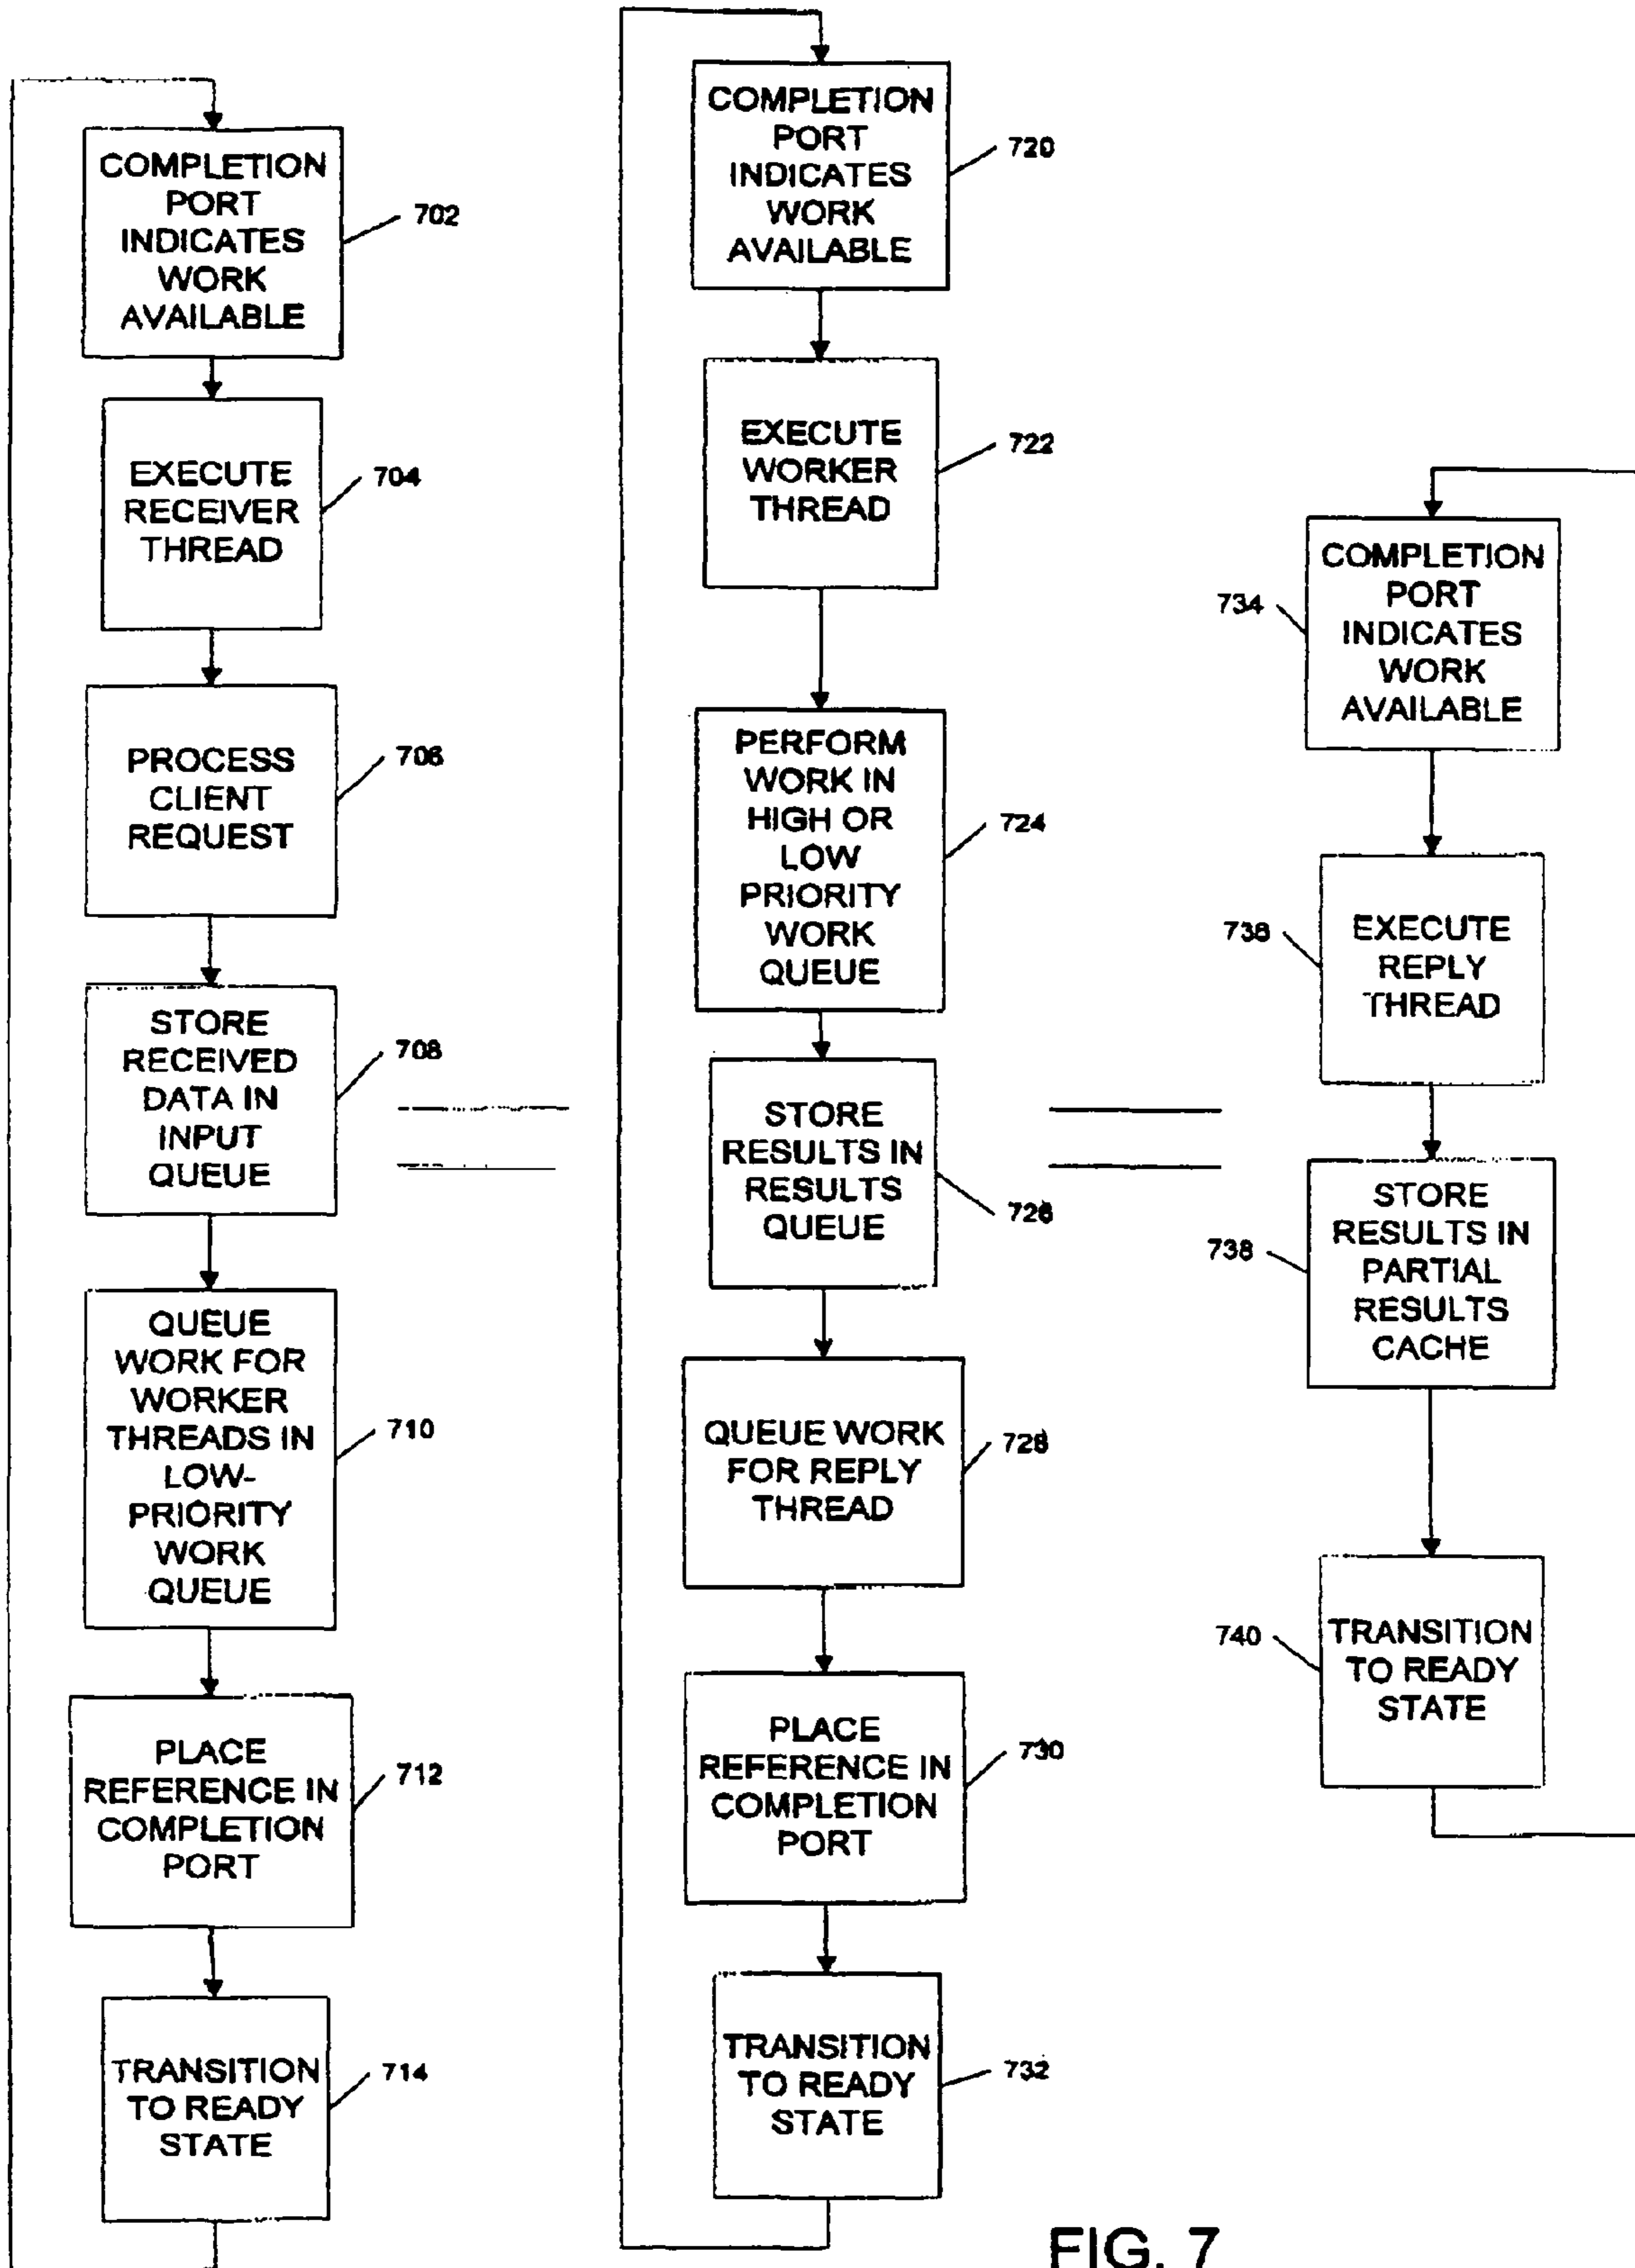 COMPLETION
PORT
INDICATES
WORK
AVAILABLE
702
EXECUTE
RECEIVER
THREAD
704
PROCESS
CLIENT
REQUEST
706
STORE
RECEIVED
DATA IN
INPUT
QUEUE
708
QUEUE
WORK FOR
WORKER
THREADS IN
LOW-
PRIORITY
WORK
QUEUE
710
PLACE
REFERENCE IN
COMPLETION
PORT
712
TRANSITION
TO READY
STATE
714
COMPLETION
PORT
INDICATES
WORK
AVAILABLE
720
EXECUTE
WORKER
THREAD
722
PERFORM
WORK IN
HIGH OR
LOW
PRIORITY
WORK
QUEUE
724
STORE
RESULTS IN
RESULTS
QUEUE
726
QUEUE WORK
FOR REPLY
THREAD
728
PLACE
REFERENCE IN
COMPLETION
PORT
730
TRANSITION
TO READY
STATE
732
COMPLETION
PORT
INDICATES
WORK
AVAILABLE
734
EXECUTE
REPLY
THREAD
738
STORE
RESULTS IN
PARTIAL
RESULTS
CACHE
738
TRANSITION
TO READY
STATE
740
FIG. 7